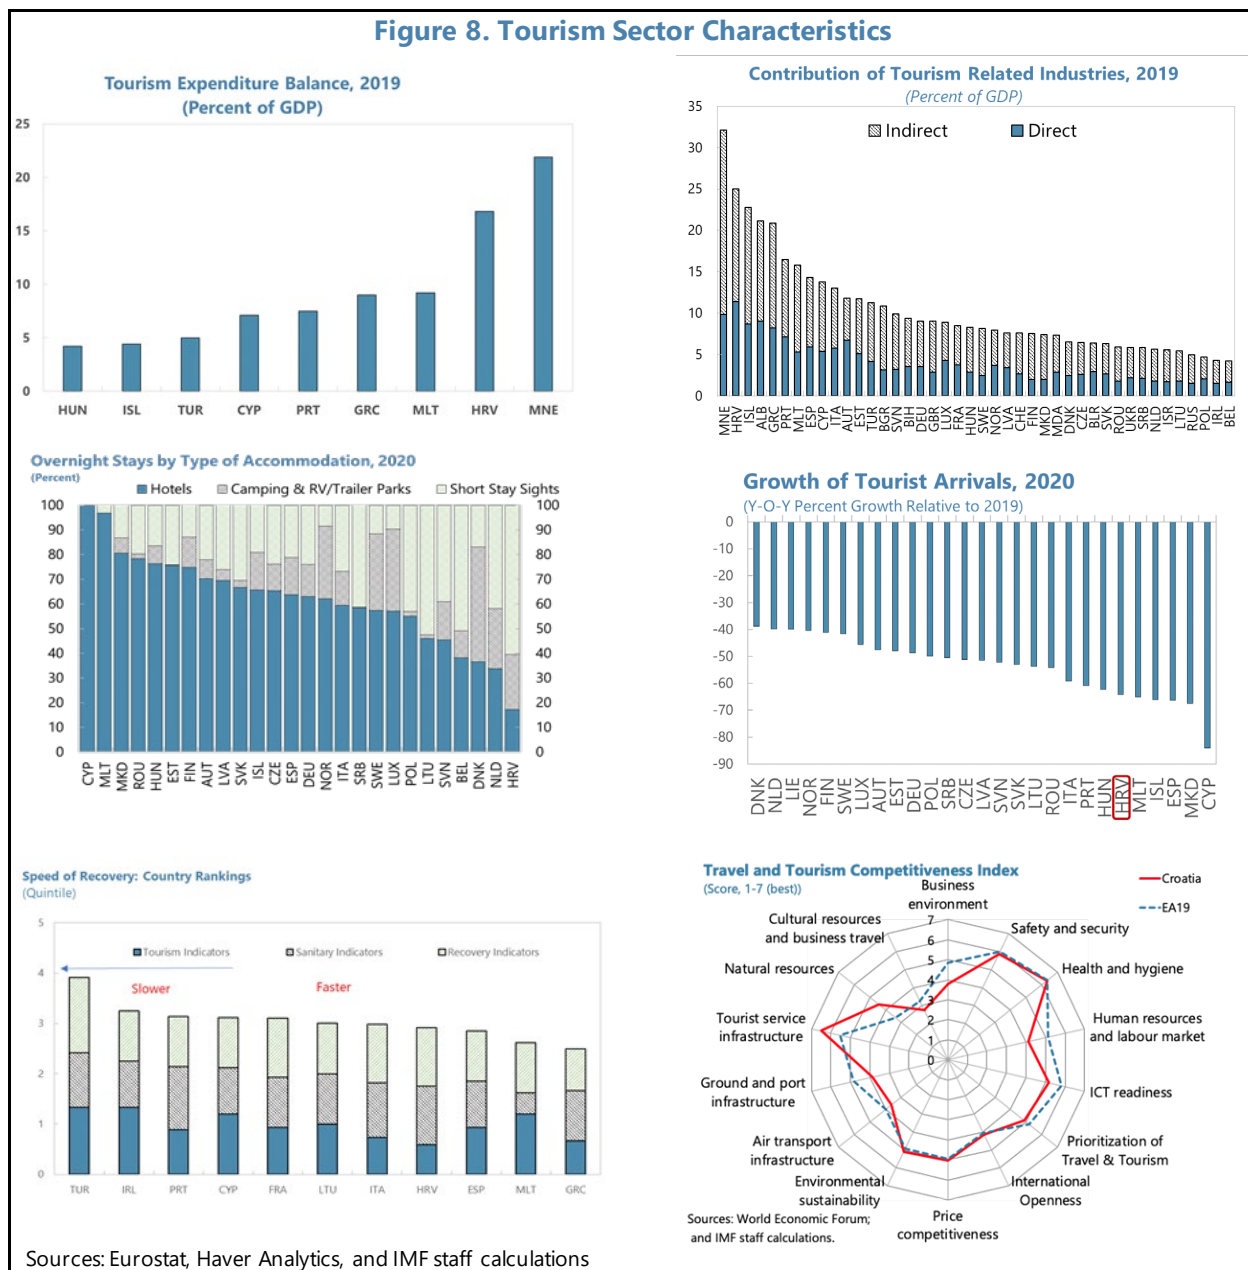 Figure 8. Tourism Sector Characteristics
Tourism Expenditure Balance, 2019
(Percent of GDP)
25
20
15
10
5
0
HUN ISL TUR CYP PRT GRC MLT HRV MNE
Contribution of Tourism Related Industries, 2019
(Percent of GDP)
35
30
25
20
15
10
5
0
Indirect Direct
MNE HRV ISL ALB GRC PRT MLT ESP CYP ITA AUT EST TUR BGR SVN BIH DEU GBR LUX FRA HUN SWE NOR LVA CHE FIN MKD MDA DNK CZE BLR SVK ROU UKR SRB NLD ISR LTU RUS POL IRL BEL
Overnight Stays by Type of Accommodation, 2020
(Percent)
Hotels Camping & RV/Trailer Parks Short Stay Sights
100 100
90 90
80 80
70 70
60 60
50 50
40 40
30 30
20 20
10 10
0 0
CYP MLT MKD ROU HUN EST FIN AUT LVA SVK ISL CZE ESP DEU NOR ITA SRB SWE LUX POL LTU SVN BEL DNK NLD HRV
Growth of Tourist Arrivals, 2020
(Y-O-Y Percent Growth Relative to 2019)
0
-10
-20
-30
-40
-50
-60
-70
-80
-90
DNK NLD LIE NOR FIN SWE LUX AUT EST DEU POL SRB CZE LVA SVN SVK LTU ROU ITA PRT HUN HRV MLT ISL ESP MKD CYP
Speed of Recovery: Country Rankings
(Quintile)
5
4
3
2
1
0
Tourism Indicators Sanitary Indicators Recovery Indicators
Slower Faster
TUR IRL PRT CYP FRA LTU ITA HRV ESP MLT GRC
Travel and Tourism Competitiveness Index
(Score, 1-7 (best))
Croatia
EA19
Business
environment
Safety and security
Health and hygiene
Human resources
and labour market
ICT readiness
Prioritization of
Travel & Tourism
International
Openness
Price
competitiveness
Environmental
sustainability
Air transport
infrastructure
Ground and port
infrastructure
Tourist service
infrastructure
Natural resources
Cultural resources
and business travel
7
6
5
4
3
2
1
0
Sources: World Economic Forum;
and IMF staff calculations.
Sources: Eurostat, Haver Analytics, and IMF staff calculations